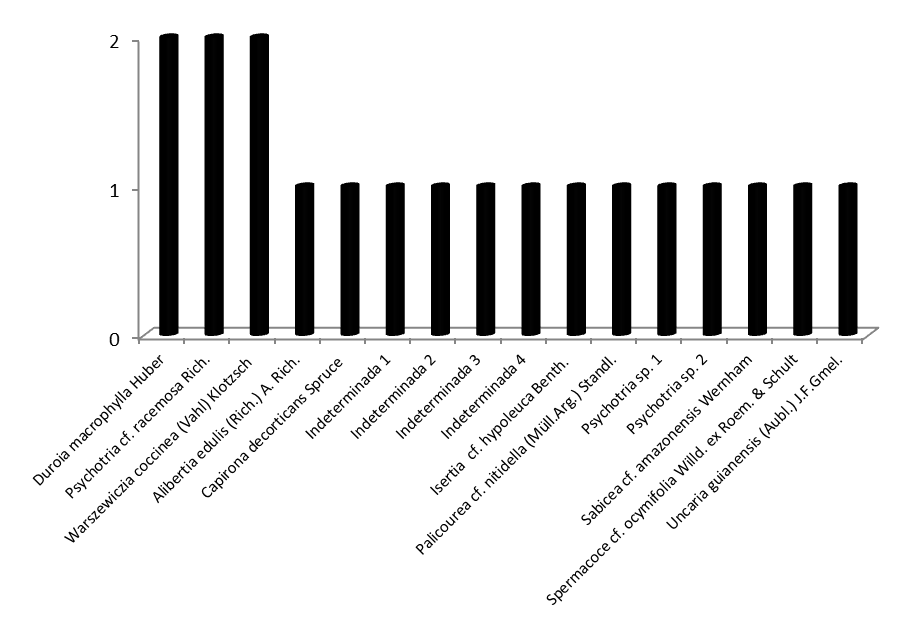 2
1
0
Duroia macrophylla Huber
Psychotria cf. racemosa Rich.
Warszewiczia coccinea (Vahl) Klotzsch
Alibertia edulis (Rich.) A. Rich.
Capirona decorticans Spruce
Indeterminada 1
Indeterminada 2
Indeterminada 3
Indeterminada 4
Isertia cf. hypoleuca Benth.
Palicourea cf. nitidella (Müll.Arg.) Standl.
Psychotria sp. 1
Psychotria sp. 2
Sabicea cf. amazonensis Wernham
Spermacoce cf. ocymifolia Willd. ex Roem. & Schult
Uncaria guianensis (Aubl.) J.F.Gmel.